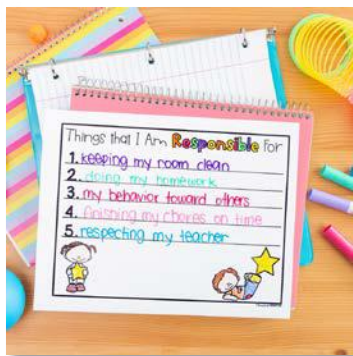 Things that I Am Responsible For
1. keeping my room clean
2. doing my homework
3. my behavior toward others
4. finishing my chores on time
5. respecting my teacher